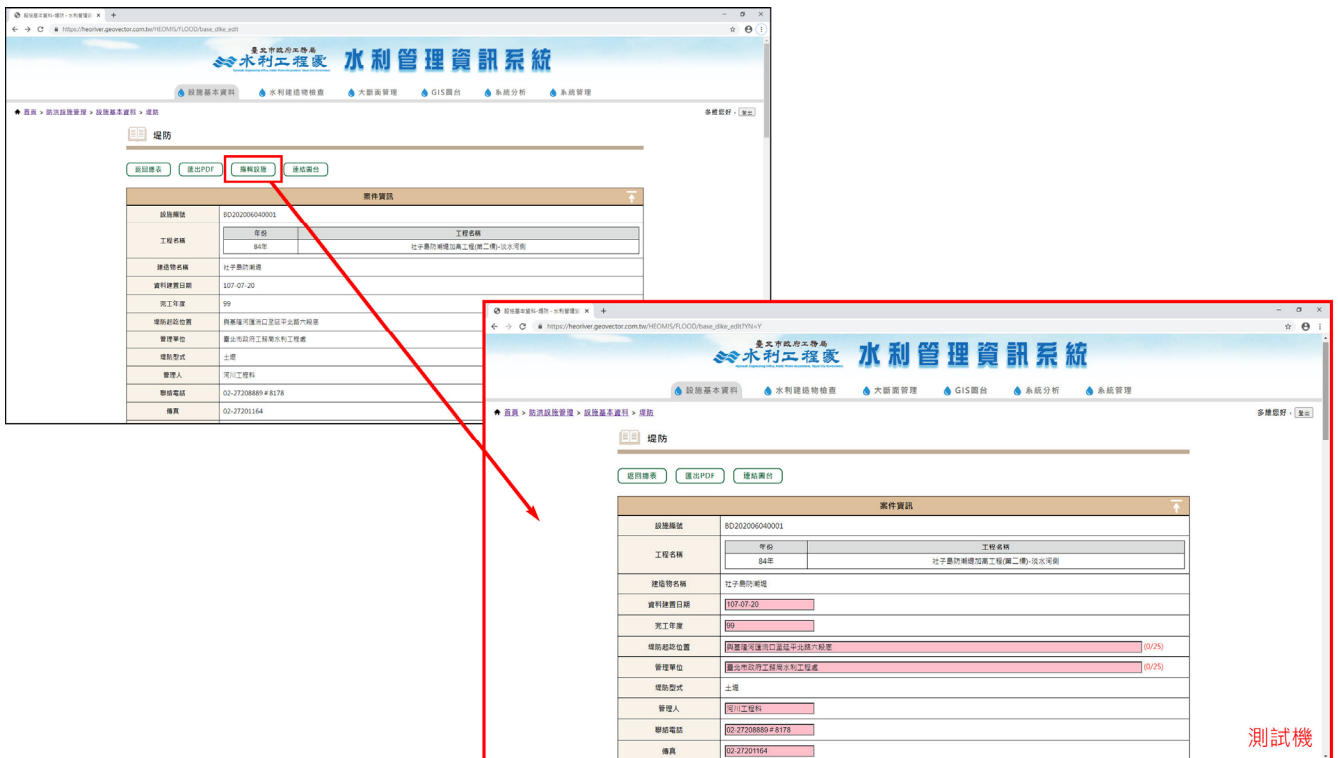 設施基本資料-堤防 - 水利管理資訊
https://heoriver.geovector.com.tw/HEOMIS/FLOOD/base_dike_edit
臺北市政府工務局
水利工程處 水利管理資訊系統
設施基本資料 水利建造物檢查 大斷面管理 GIS圖台 系統分析 系統管理
首頁 > 防洪設施管理 > 設施基本資料 > 堤防
多維您好，登出
堤防
返回總表 匯出PDF 編輯設施 連結圖台
案件資訊
設施編號 BD202006040001
工程名稱
年份 工程名稱
84年 社子島防潮堤加高工程(第二標)-淡水河側
建造物名稱 社子島防潮堤
資料建置日期 107-07-20
完工年度 99
堤防起訖位置 與基隆河匯流口至延平北路六段底
管理單位 臺北市政府工務局水利工程處
堤防型式 土堤
管理人 河川工程科
聯絡電話 02-27208889＃8178
傳真 02-27201164
設施基本資料-堤防 - 水利管理資訊
https://heoriver.geovector.com.tw/HEOMIS/FLOOD/base_dike_edit?YN=Y
臺北市政府工務局
水利工程處 水利管理資訊系統
設施基本資料 水利建造物檢查 大斷面管理 GIS圖台 系統分析 系統管理
首頁 > 防洪設施管理 > 設施基本資料 > 堤防
多維您好，登出
堤防
返回總表 匯出PDF 連結圖台
案件資訊
設施編號 BD202006040001
工程名稱
年份 工程名稱
84年 社子島防潮堤加高工程(第二標)-淡水河側
建造物名稱 社子島防潮堤
資料建置日期 107-07-20
完工年度 99
堤防起訖位置 與基隆河匯流口至延平北路六段底 (0/25)
管理單位 臺北市政府工務局水利工程處 (0/25)
堤防型式 土堤
管理人 河川工程科
聯絡電話 02-27208889＃8178
傳真 02-27201164
測試機